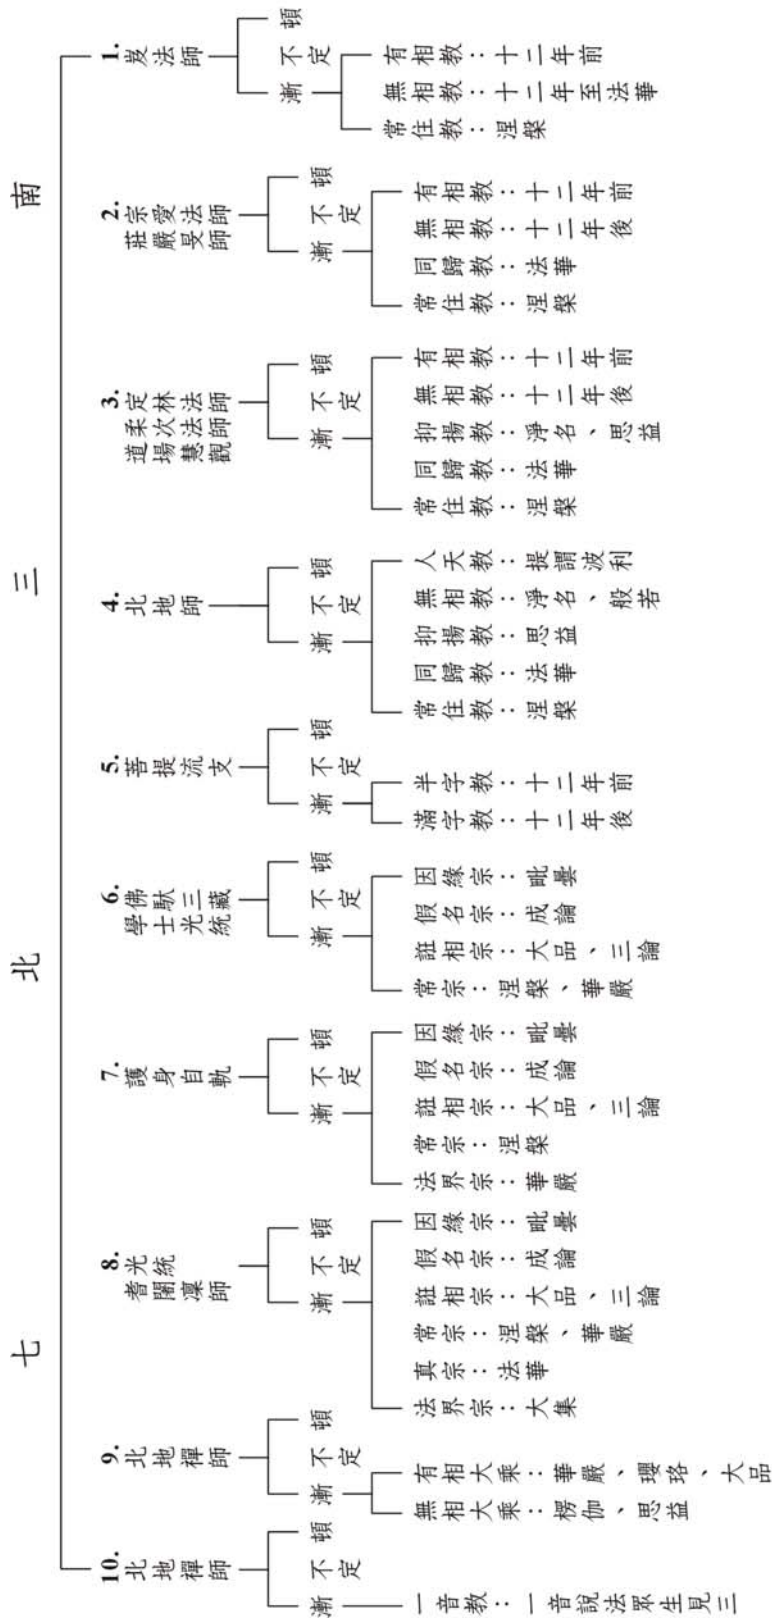 南三北七
1.
岌法師
頓
不定
漸
有相教：十二年前
無相教：十二年至法華
常住教：涅槃
2.
宗愛法師
莊嚴旻師
頓
不定
漸
有相教：十二年前
無相教：十二年後
同歸教：法華
常住教：涅槃
3.
定林法師
柔次法師
道場慧觀
頓
不定
漸
有相教：十二年前
無相教：十二年後
抑揚教：淨名、思益
同歸教：法華
常住教：涅槃
4.
北地師
頓
不定
漸
人天教：提謂波利
無相教：淨名、般若
抑揚教：思益
同歸教：法華
常住教：涅槃
5.
菩提流支
頓
不定
漸
半字教：十二年前
滿字教：十二年後
6.
佛馱三藏
學士光統
頓
不定
漸
因緣宗：毗曇
假名宗：成論
誑相宗：大品、三論
常宗：涅槃、華嚴
7.
護身自軌
頓
不定
漸
因緣宗：毗曇
假名宗：成論
誑相宗：大品、三論
常宗：涅槃
法界宗：華嚴
8.
光統
耆闍凜師
頓
不定
漸
因緣宗：毗曇
假名宗：成論
誑相宗：大品、三論
常宗：涅槃、華嚴
真宗：法華
法界宗：大集
9.
北地禪師
頓
不定
漸
有相大乘：華嚴、瓔珞、大品
無相大乘：楞伽、思益
10.
北地禪師
頓
不定
漸
一音教：一音說法眾生見三